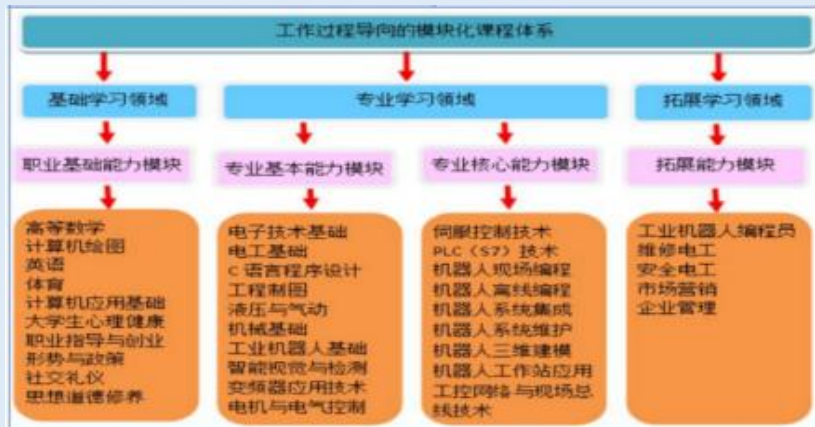 工作过程导向的模块化课程体系
基础学习领域
专业学习领域
拓展学习领域
职业基础能力模块
专业基本能力模块
专业核心能力模块
拓展能力模块
高等数学
计算机绘图
英语
体育
计算机应用基础
大学生心理健康
职业指导与创业
形势与政策
社交礼仪
思想道德修养
电子技术基础
电工基础
C 语言程序设计
工程制图
液压与气动
机械基础
工业机器人基础
智能视觉与检测
变频器应用技术
电机与电气控制
伺服控制技术
PLC（S7）技术
机器人现场编程
机器人离线编程
机器人系统集成
机器人系统维护
机器人三维建模
机器人工作站应用
工控网络与现场总
线技术
工业机器人编程员
维修电工
安全电工
市场营销
企业管理